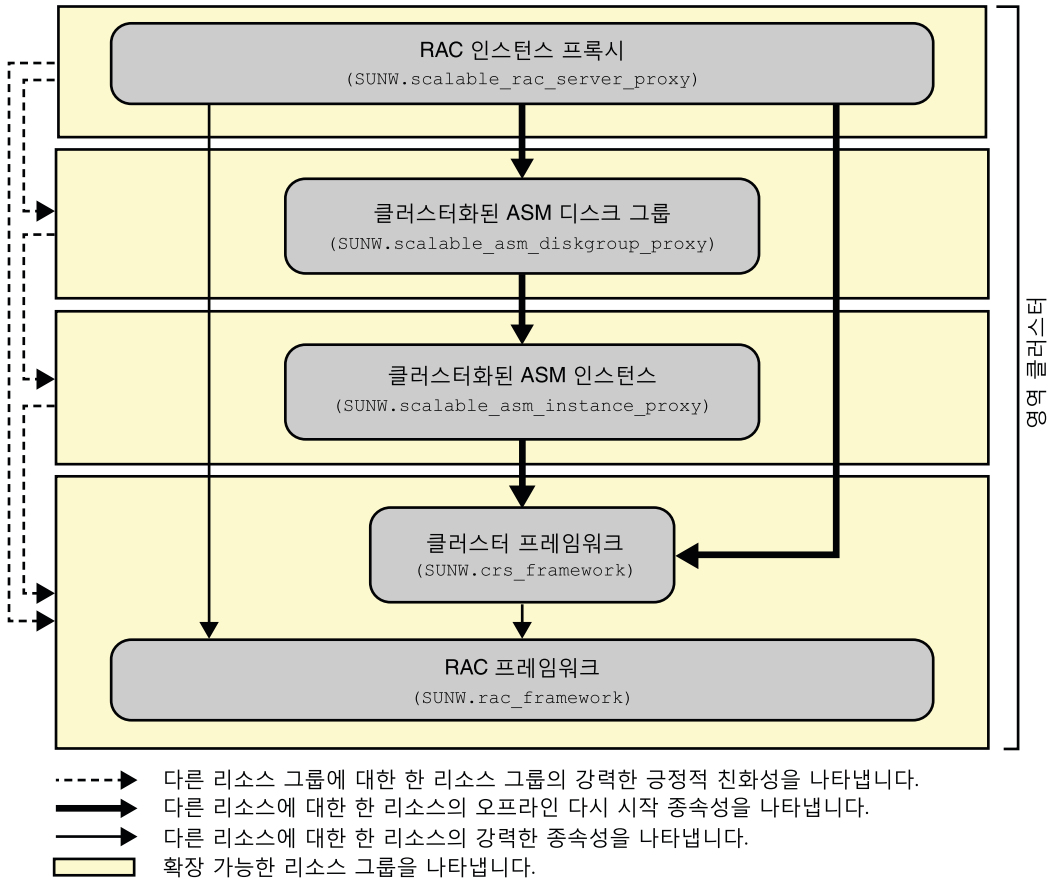 RAC 인스턴스 프록시
(SUNW.scalable_rac_server_proxy)
클러스터화된 ASM 디스크 그룹
(SUNW.scalable_asm_diskgroup_proxy)
클러스터화된 ASM 인스턴스
(SUNW.scalable_asm_instance_proxy)
영역 클러스터
클러스터 프레임워크
(SUNW.crs_framework)
RAC 프레임워크
(SUNW.rac_framework)
다른 리소스 그룹에 대한 한 리소스 그룹의 강력한 긍정적 친화성을 나타냅니다.
다른 리소스에 대한 한 리소스의 오프라인 다시 시작 종속성을 나타냅니다.
다른 리소스에 대한 한 리소스의 강력한 종속성을 나타냅니다.
확장 가능한 리소스 그룹을 나타냅니다.